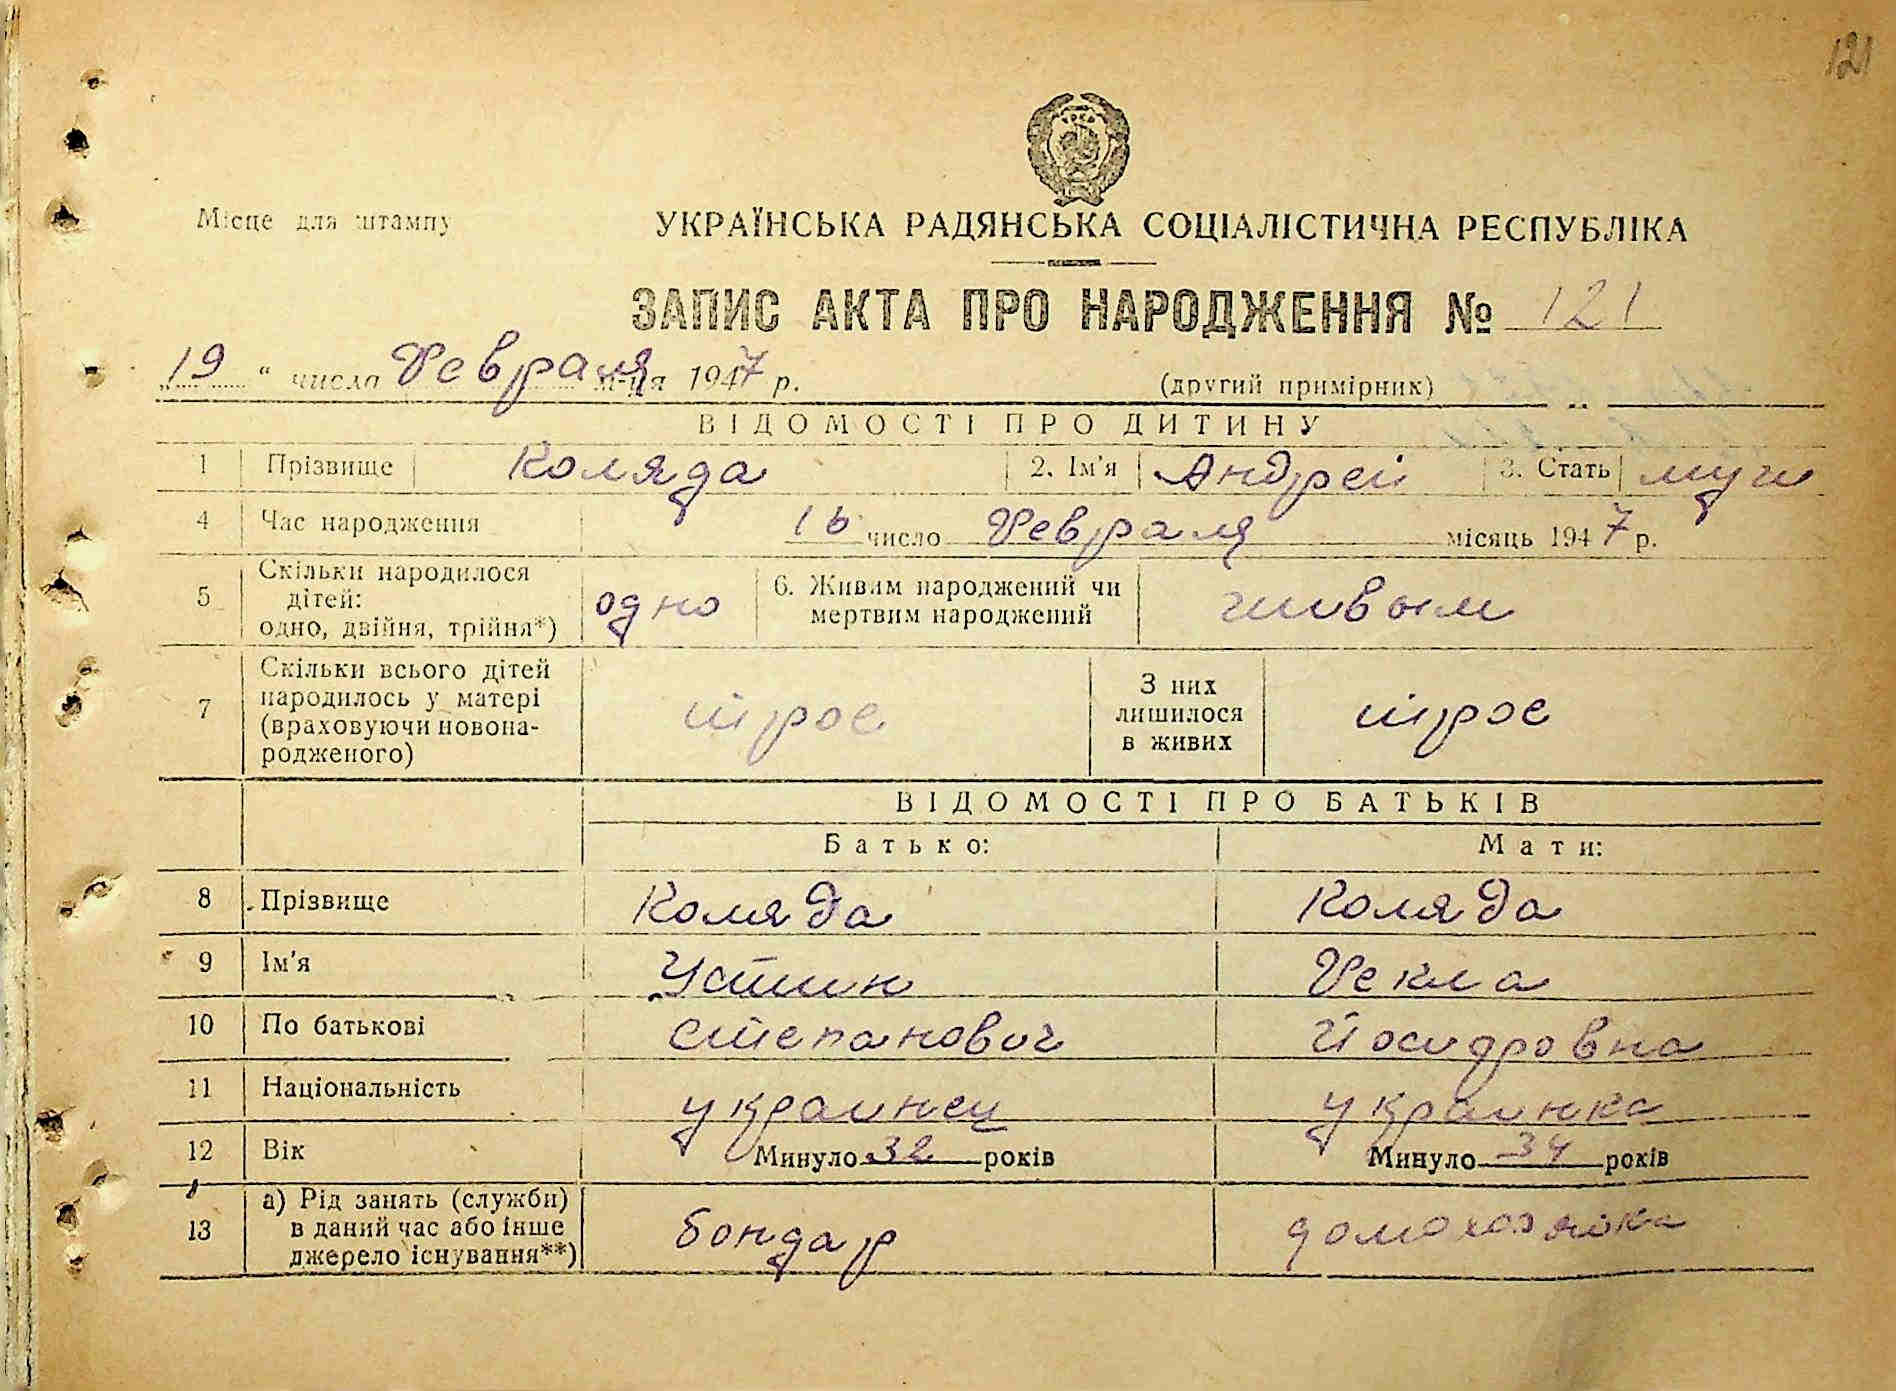 121
УРСР
Місце для штампу
УКРАЇНСЬКА РАДЯНСЬКА СОЦІАЛІСТИЧНА РЕСПУБЛІКА
ЗАПИС АКТА ПРО НАРОДЖЕННЯ № 121
„19“ числа Февраля м-ця 1947 р. (другий примірник)
ВІДОМОСТІ ПРО ДИТИНУ
1 Прізвище Коляда 2. Ім'я Андрей 3. Стать муж
4 Час народження 16 число Февраля місяць 1947 р.
5 Скільки народилося дітей: одно, двійня, трійня*) одно 6. Живим народжений чи мертвим народжений живым
7 Скільки всього дітей народилось у матері (враховуючи новонародженого) трое З них лишилося в живих трое
ВІДОМОСТІ ПРО БАТЬКІВ
Батько: Мати:
8 Прізвище Коляда Коляда
9 Ім'я Устин Фекла
10 По батькові Степанович Йосифовна
11 Національність украинец украинка
12 Вік Минуло 32 років Минуло 34 років
13 а) Рід занять (служби) в даний час або інше джерело існування**) бондар домохозяйка